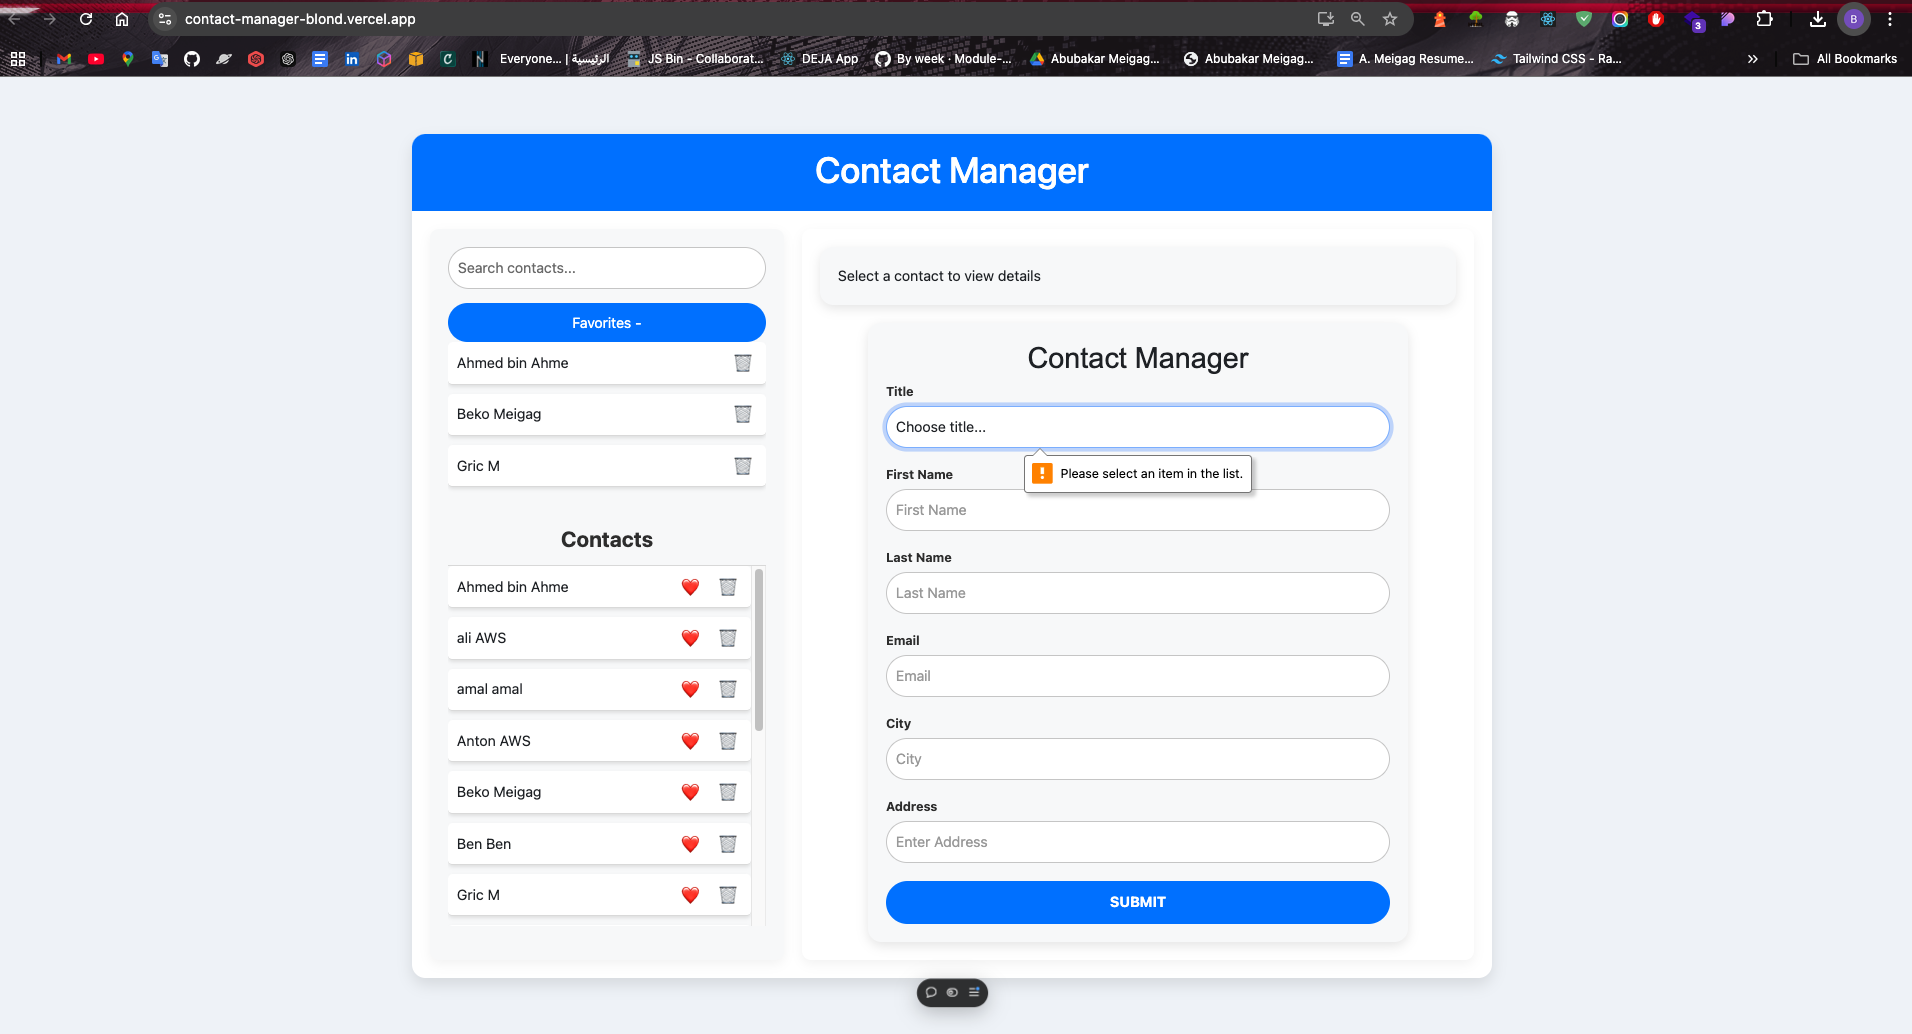 contact-manager-blond.vercel.app
B
3
Everyone... | الرئيسية
JS Bin - Collaborat...
DEJA App
By week · Module-...
Abubakar Meigag...
Abubakar Meigag...
A. Meigag Resume...
Tailwind CSS - Ra...
All Bookmarks
Contact Manager
Search contacts...
Favorites -
Ahmed bin Ahme
Beko Meigag
Gric M
Contacts
Ahmed bin Ahme
ali AWS
amal amal
Anton AWS
Beko Meigag
Ben Ben
Gric M
Select a contact to view details
Contact Manager
Title
Choose title...
Please select an item in the list.
First Name
First Name
Last Name
Last Name
Email
Email
City
City
Address
Enter Address
SUBMIT